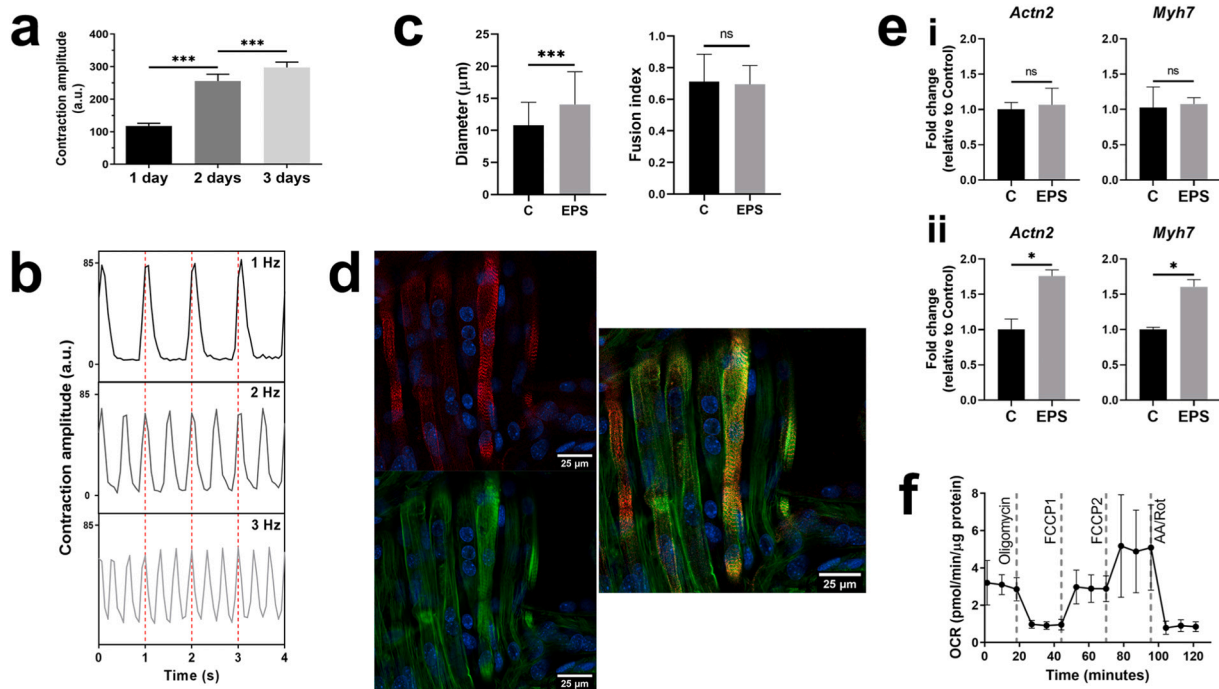 a
Contraction amplitude
(a.u.)
400
300
200
100
0
***
***
1 day
2 days
3 days
b
Contraction amplitude (a.u.)
85
0
1 Hz
85
0
2 Hz
85
3 Hz
0
1
2
3
4
Time (s)
c
Diameter (μm)
25
20
15
10
5
0
***
C
EPS
Fusion index
1.0
0.8
0.6
0.4
0.2
0.0
ns
C
EPS
d
25 μm
25 μm
25 μm
e
i
Actn2
Fold change
(relative to Control)
2.0
1.5
1.0
0.5
0.0
ns
C
EPS
Myh7
2.0
1.5
1.0
0.5
0.0
ns
C
EPS
ii
Actn2
Fold change
(relative to Control)
2.0
1.5
1.0
0.5
0.0
*
C
EPS
Myh7
2.0
1.5
1.0
0.5
0.0
*
C
EPS
f
OCR (pmol/min/μg protein)
8
6
4
2
0
Oligomycin
FCCP1
FCCP2
AA/Rot
0
20
40
60
80
100
120
Time (minutes)